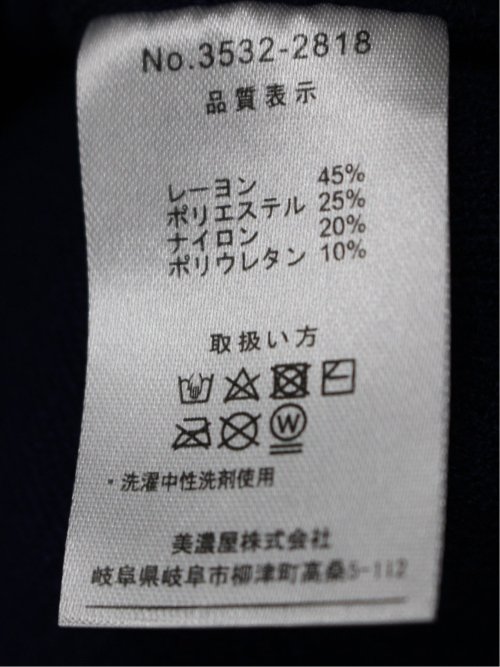 No.3532-2818
品質表示
レーヨン 45%
ポリエステル 25%
ナイロン 20%
ポリウレタン 10%
取扱い方
W
・洗濯中性洗剤使用
美濃屋株式会社
岐阜県岐阜市柳津町高桑5-112